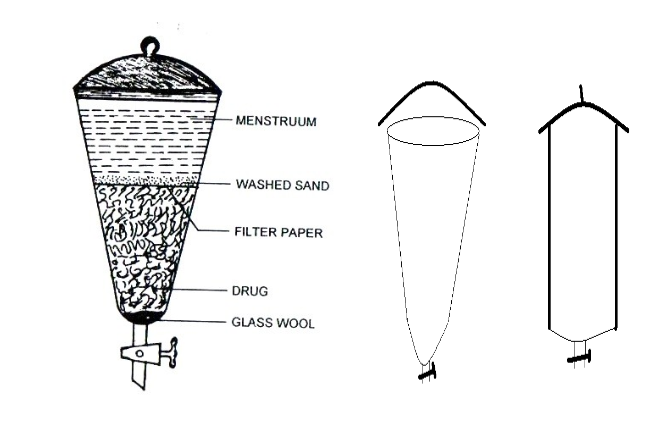 MENSTRUUM
WASHED SAND
FILTER PAPER
DRUG
GLASS WOOL